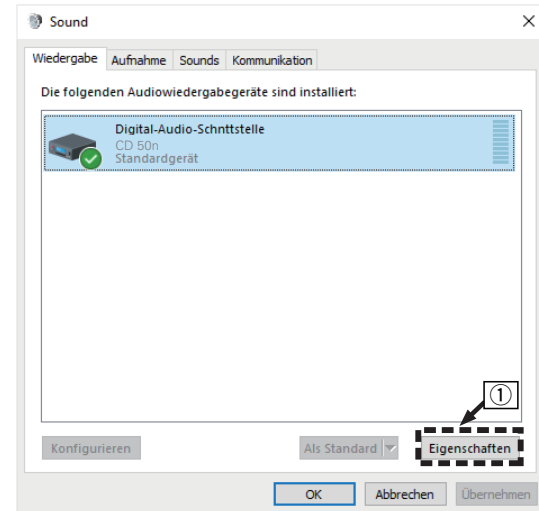 Sound
Wiedergabe Aufnahme Sounds Kommunikation
Die folgenden Audiowiedergabegeräte sind installiert:
Digital-Audio-Schnttstelle
CD 50n
Standardgerät
①
Konfigurieren Als Standard Eigenschaften
OK Abbrechen Übernehmen